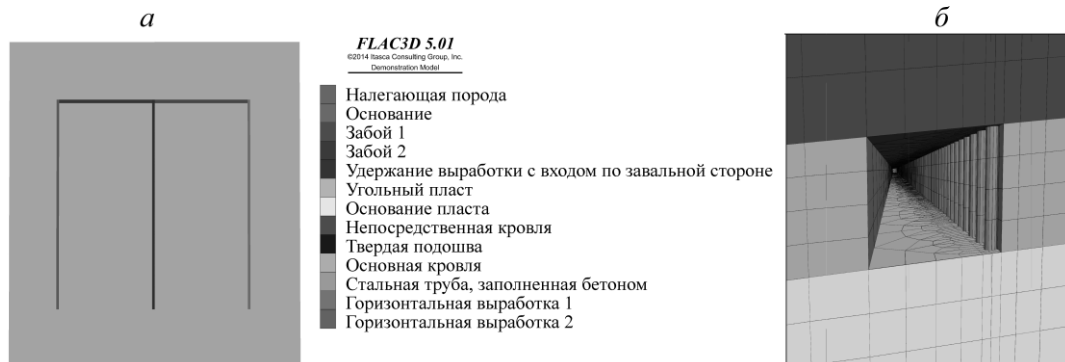 а
б
FLAC3D 5.01
©2014 Itasca Consulting Group, Inc.
Demonstration Model
Налегающая порода
Основание
Забой 1
Забой 2
Удержание выработки с входом по завальной стороне
Угольный пласт
Основание пласта
Непосредственная кровля
Твердая подошва
Основная кровля
Стальная труба, заполненная бетоном
Горизонтальная выработка 1
Горизонтальная выработка 2